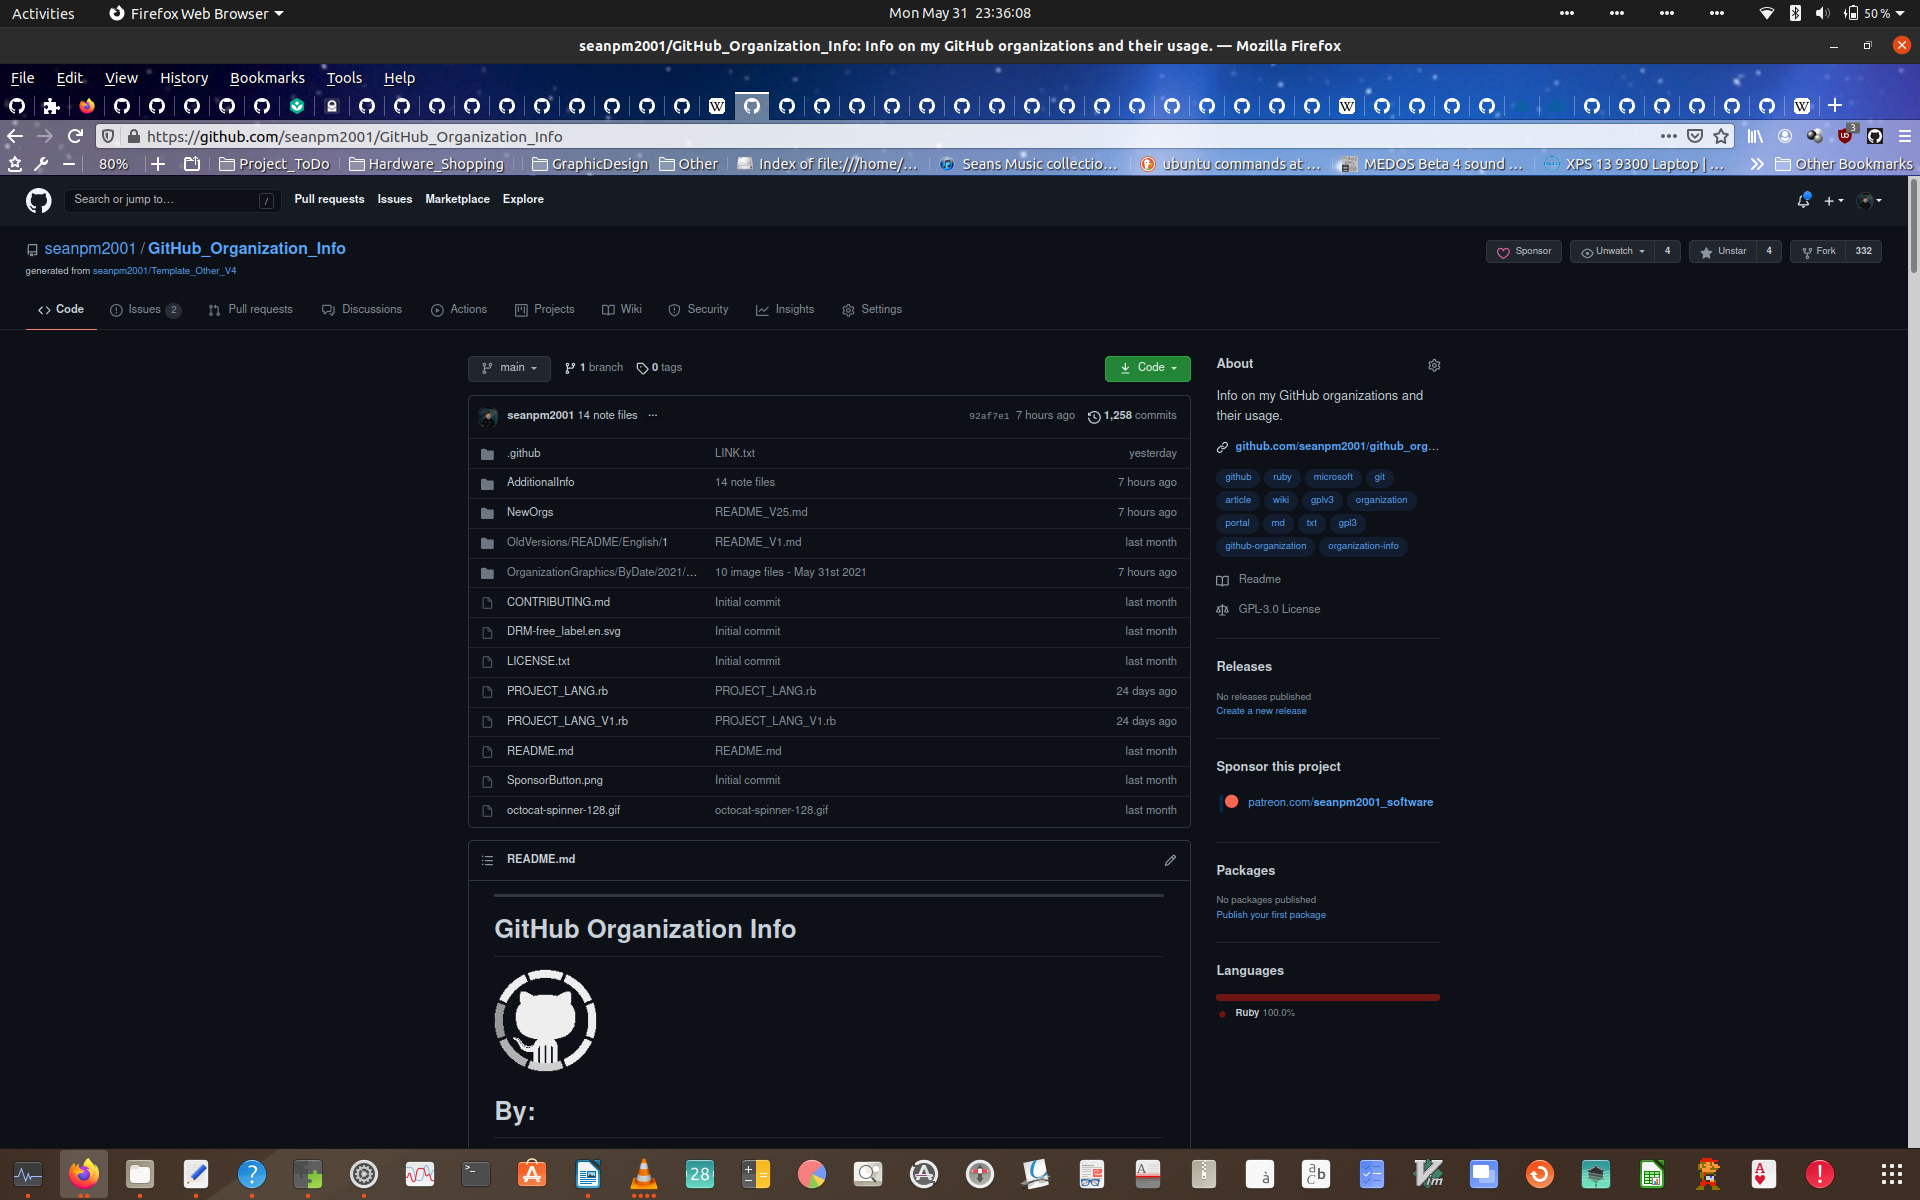 Activities
Firefox Web Browser
Mon May 31 23:36:08
50 %
seanpm2001/GitHub_Organization_Info: Info on my GitHub organizations and their usage. — Mozilla Firefox
File Edit View History Bookmarks Tools Help
https://github.com/seanpm2001/GitHub_Organization_Info
3
80%
Project_ToDo
Hardware_Shopping
GraphicDesign
Other
Index of file:///home/...
Seans Music collectio...
ubuntu commands at ...
MEDOS Beta 4 sound ...
XPS 13 9300 Laptop | ...
Other Bookmarks
Search or jump to...
/
Pull requests Issues Marketplace Explore
seanpm2001 / GitHub_Organization_Info
generated from seanpm2001/Template_Other_V4
Sponsor
Unwatch 4
Unstar 4
Fork 332
Code
Issues 2
Pull requests
Discussions
Actions
Projects
Wiki
Security
Insights
Settings
main
1 branch
0 tags
Code
seanpm2001 14 note files ...
92af7e1 7 hours ago
1,258 commits
.github LINK.txt yesterday
AdditionalInfo 14 note files 7 hours ago
NewOrgs README_V25.md 7 hours ago
OldVersions/README/English/1 README_V1.md last month
OrganizationGraphics/ByDate/2021/... 10 image files - May 31st 2021 7 hours ago
CONTRIBUTING.md Initial commit last month
DRM-free_label.en.svg Initial commit last month
LICENSE.txt Initial commit last month
PROJECT_LANG.rb PROJECT_LANG.rb 24 days ago
PROJECT_LANG_V1.rb PROJECT_LANG_V1.rb 24 days ago
README.md README.md last month
SponsorButton.png Initial commit last month
octocat-spinner-128.gif octocat-spinner-128.gif last month
README.md
GitHub Organization Info
By:
About
Info on my GitHub organizations and
their usage.
github.com/seanpm2001/github_org...
github ruby microsoft git
article wiki gplv3 organization
portal md txt gpl3
github-organization organization-info
Readme
GPL-3.0 License
Releases
No releases published
Create a new release
Sponsor this project
patreon.com/seanpm2001_software
Packages
No packages published
Publish your first package
Languages
Ruby 100.0%
28